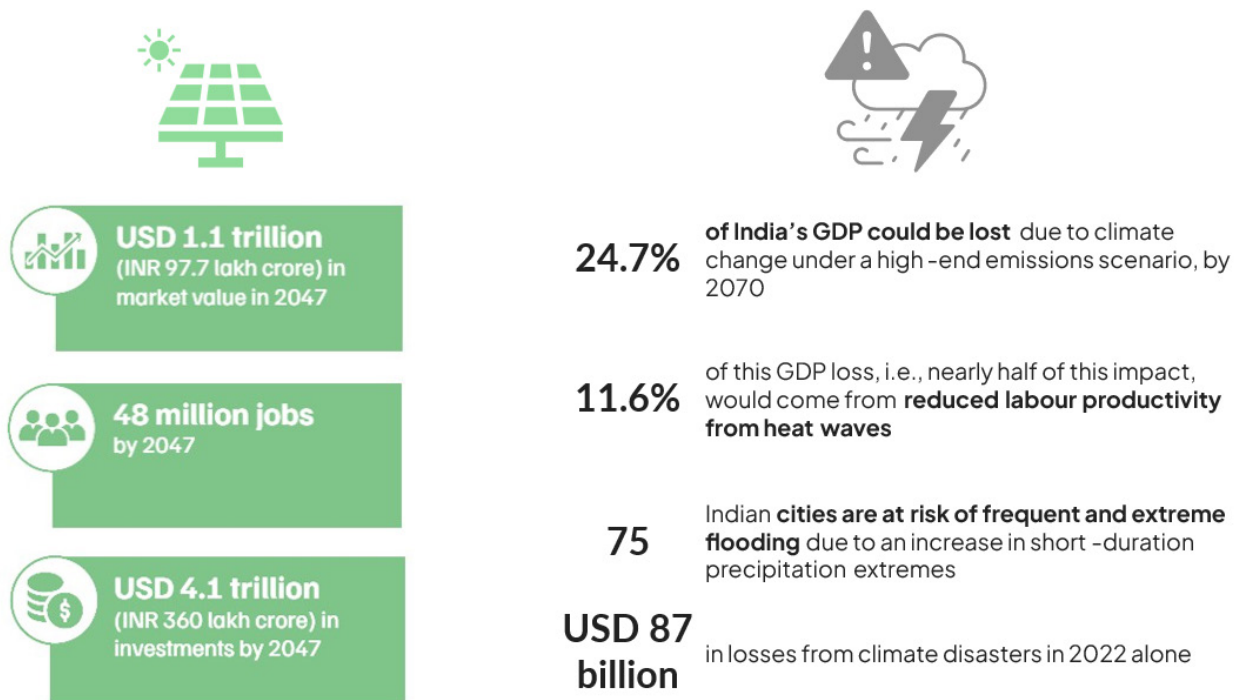 USD 1.1 trillion
(INR 97.7 lakh crore) in
market value in 2047
48 million jobs
by 2047
USD 4.1 trillion
(INR 360 lakh crore) in
investments by 2047
24.7%
of India's GDP could be lost due to climate
change under a high -end emissions scenario, by
2070
11.6%
of this GDP loss, i.e., nearly half of this impact,
would come from reduced labour productivity
from heat waves
75
Indian cities are at risk of frequent and extreme
flooding due to an increase in short -duration
precipitation extremes
USD 87
billion
in losses from climate disasters in 2022 alone